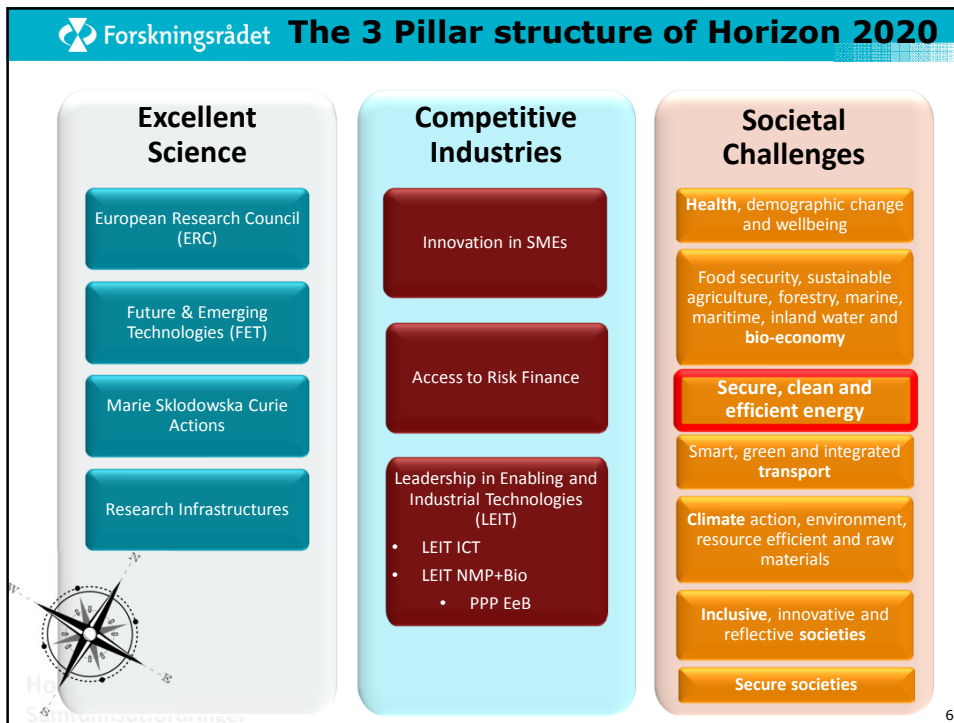 Forskningsrådet The 3 Pillar structure of Horizon 2020
Excellent
Science
European Research Council
(ERC)
Future & Emerging
Technologies (FET)
Marie Sklodowska Curie
Actions
Research Infrastructures
Competitive
Industries
Innovation in SMEs
Access to Risk Finance
Leadership in Enabling and
Industrial Technologies
(LEIT)
• LEIT ICT
• LEIT NMP+Bio
• PPP EeB
Societal
Challenges
Health, demographic change
and wellbeing
Food security, sustainable
agriculture, forestry, marine,
maritime, inland water and
bio-economy
Secure, clean and
efficient energy
Smart, green and integrated
transport
Climate action, environment,
resource efficient and raw
materials
Inclusive, innovative and
reflective societies
Secure societies
N
W
E
S
6